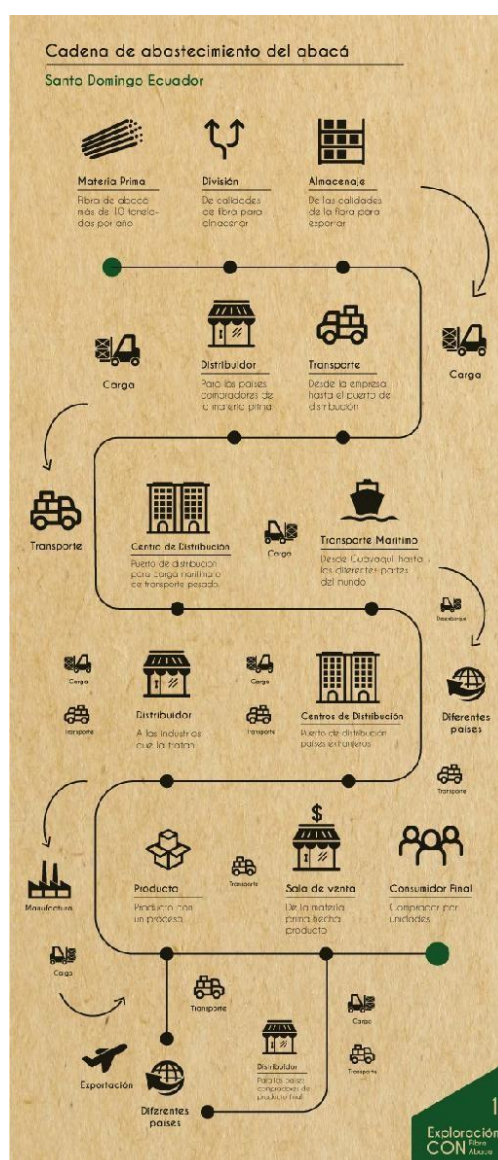 Cadena de abastecimiento del abacá
Santo Domingo Ecuador
Materia Prima
Fibra de abacá
más de 10 tonela-
das por año
División
De calidades
de fibra para
almacenar
Almacenaje
De las calidades
de la fibra para
exportar
Carga
Distribuidor
Para los países
compradores de
la materia prima
Transporte
Desde la empresa
hasta el puerto de
distribución
Carga
Transporte
Centro de Distribución
Puerto de distribución
para carga marítima o
de transporte pesado
Carga
Transporte Marítimo
Desde Guayaquil hasta
los diferentes partes
del mundo
Descabarque
Diferentes
países
Transporte
Carga
Transporte
Distribuidor
A las industrias
que la tratan
Carga
Transporte
Centros de Distribución
Puerto de distribución
países extranjeros
Manufactura
Producto
Producto con
un proceso
Transporte
$
Sala de venta
De la materia
prima hecha
producto
Consumidor Final
Comprador por
unidades
Carga
Transporte
Exportación
Diferentes
países
Distribuidor
Para los países
compradores de
producto final
Carga
Transporte
1
Exploración
CON Fibra
Abacá